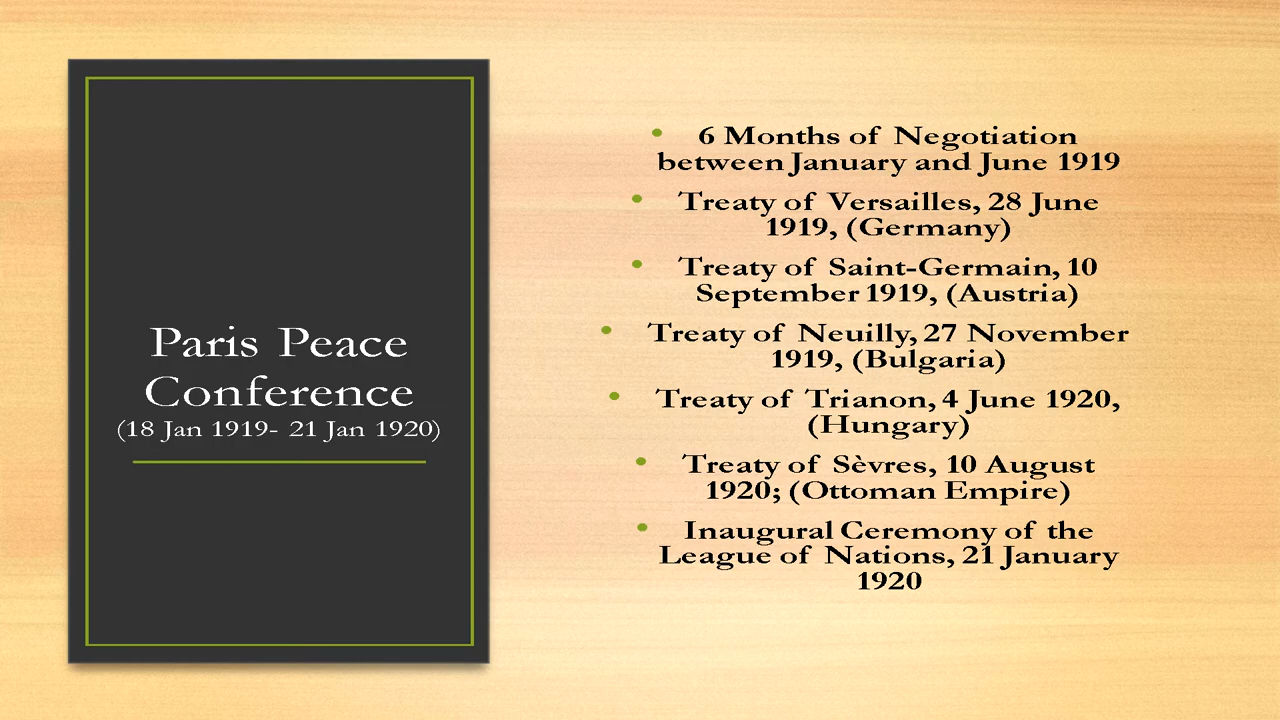 Paris Peace
Conference
(18 Jan 1919- 21 Jan 1920)
• 6 Months of Negotiation
between January and June 1919
• Treaty of Versailles, 28 June
1919, (Germany)
• Treaty of Saint-Germain, 10
September 1919, (Austria)
• Treaty of Neuilly, 27 November
1919, (Bulgaria)
• Treaty of Trianon, 4 June 1920,
(Hungary)
• Treaty of Sèvres, 10 August
1920; (Ottoman Empire)
• Inaugural Ceremony of the
League of Nations, 21 January
1920